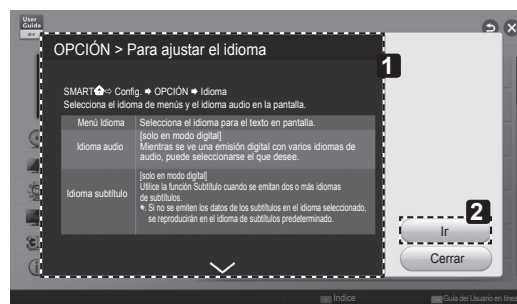 User
Guide
OPCIÓN > Para ajustar el idioma
1
SMART ⇨ Config. ➡ OPCIÓN ➡ Idioma
Selecciona el idioma de menús y el idioma audio en la pantalla.
Menú Idioma Selecciona el idioma para el texto en pantalla.
Idioma audio [solo en modo digital]
Mientras se ve una emisión digital con varios idiomas de
audio, puede seleccionarse el que desee.
Idioma subtítulo [solo en modo digital]
Utilice la función Subtítulo cuando se emitan dos o más idiomas
de subtítulos.
Si no se emiten los datos de los subtítulos en el idioma seleccionado,
se reproducirán en el idioma de subtítulos predeterminado.
2
Ir
Cerrar
Indice
Guía del Usuario en línea